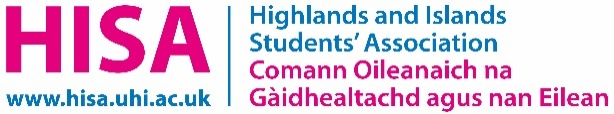 HISA
www.hisa.uhi.ac.uk
Highlands and Islands
Students' Association
Comann Oileanaich na
Gàidhealtachd agus nan Eilean